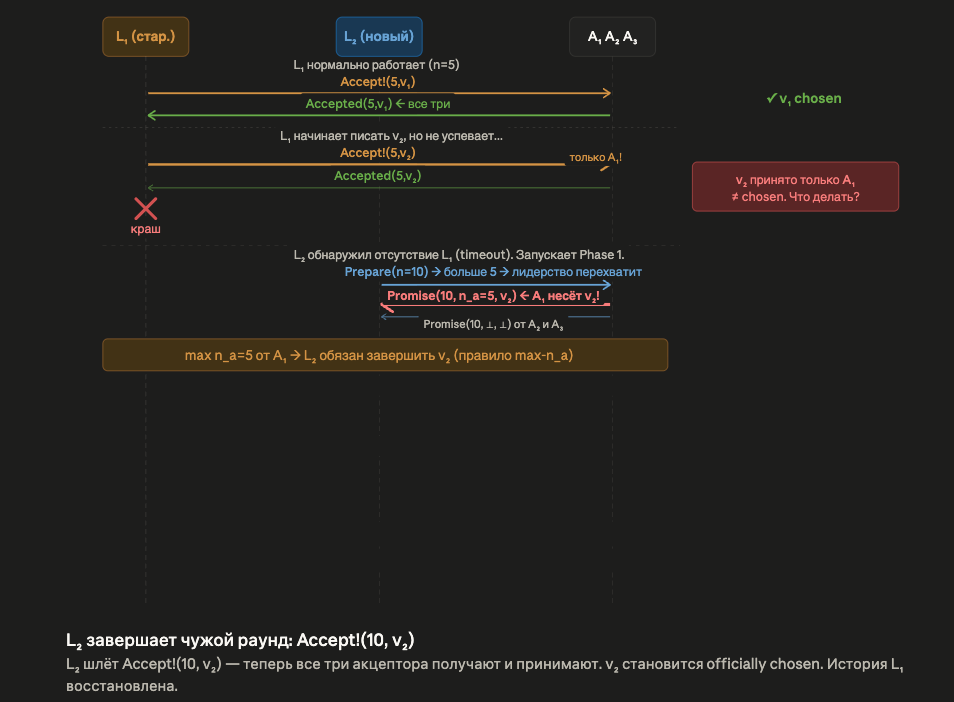 L₁ (стар.)
L₂ (новый)
A₁ A₂ A₃
L₁ нормально работает (n=5)
Accept!(5,v₁)
Accepted(5,v₁) ← все три
✓ v₁ chosen
L₁ начинает писать v₂, но не успевает...
Accept!(5,v₂)
только A₁!
Accepted(5,v₂)
v₂ принято только A₁
≠ chosen. Что делать?
краш
L₂ обнаружил отсутствие L₁ (timeout). Запускает Phase 1.
Prepare(n=10) → больше 5 → лидерство перехватит
Promise(10, n_a=5, v₂) ← A₁ несёт v₂!
Promise(10, ⊥, ⊥) от A₂ и A₃
max n_a=5 от A₁ → L₂ обязан завершить v₂ (правило max-n_a)
L₂ завершает чужой раунд: Accept!(10, v₂)
L₂ шлёт Accept!(10, v₂) — теперь все три акцептора получают и принимают. v₂ становится officially chosen. История L₁
восстановлена.